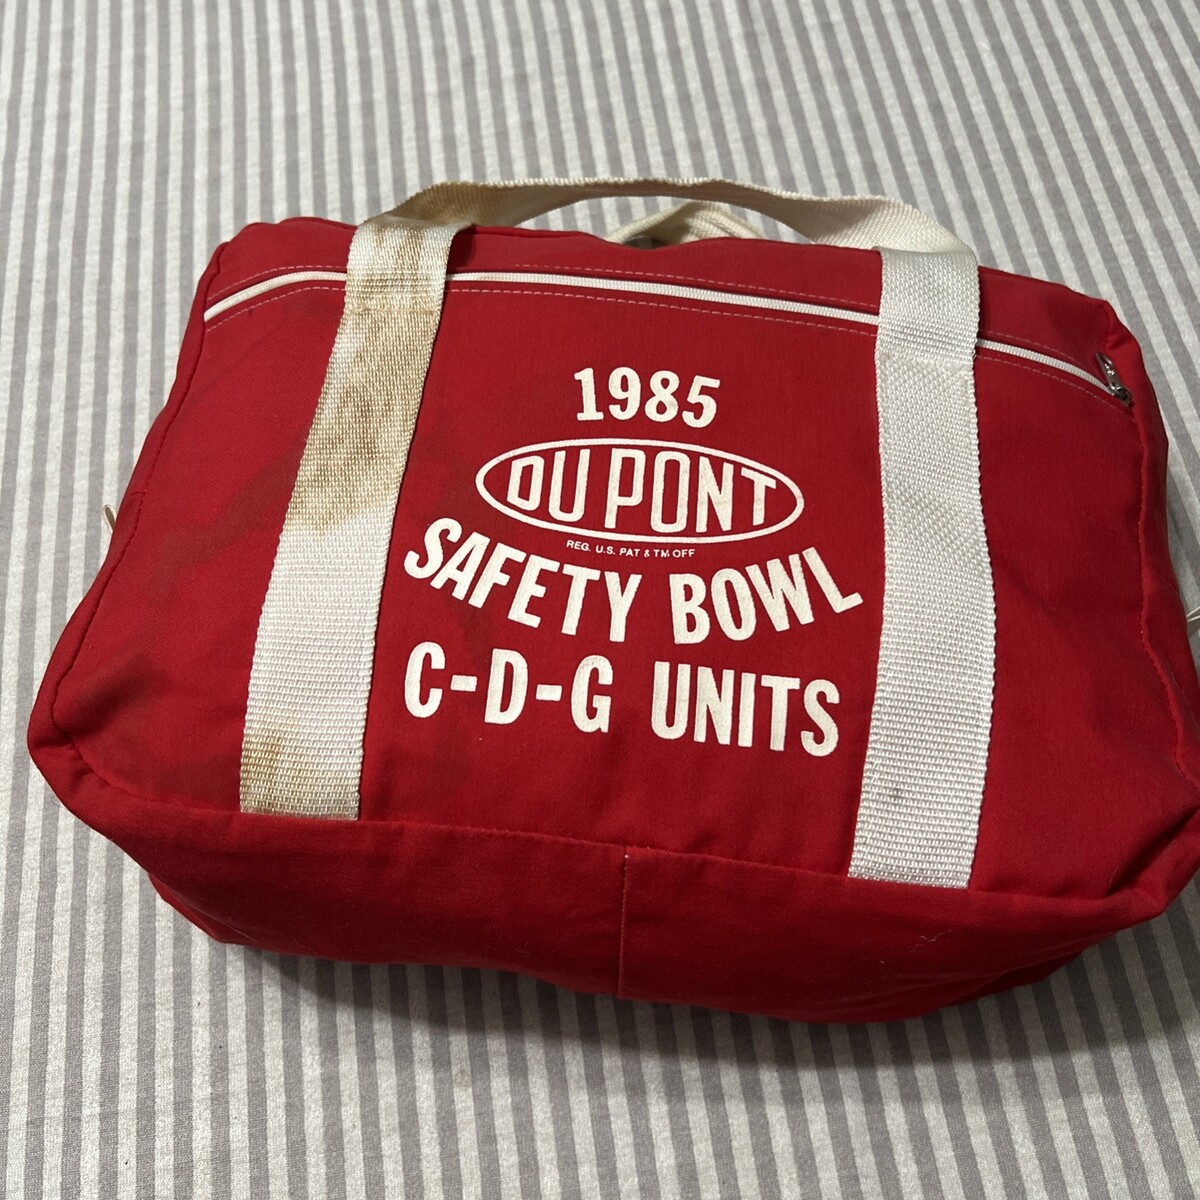 1985
DU PONT
REG. U.S. PAT & TM OFF
SAFETY BOWL
C-D-G UNITS